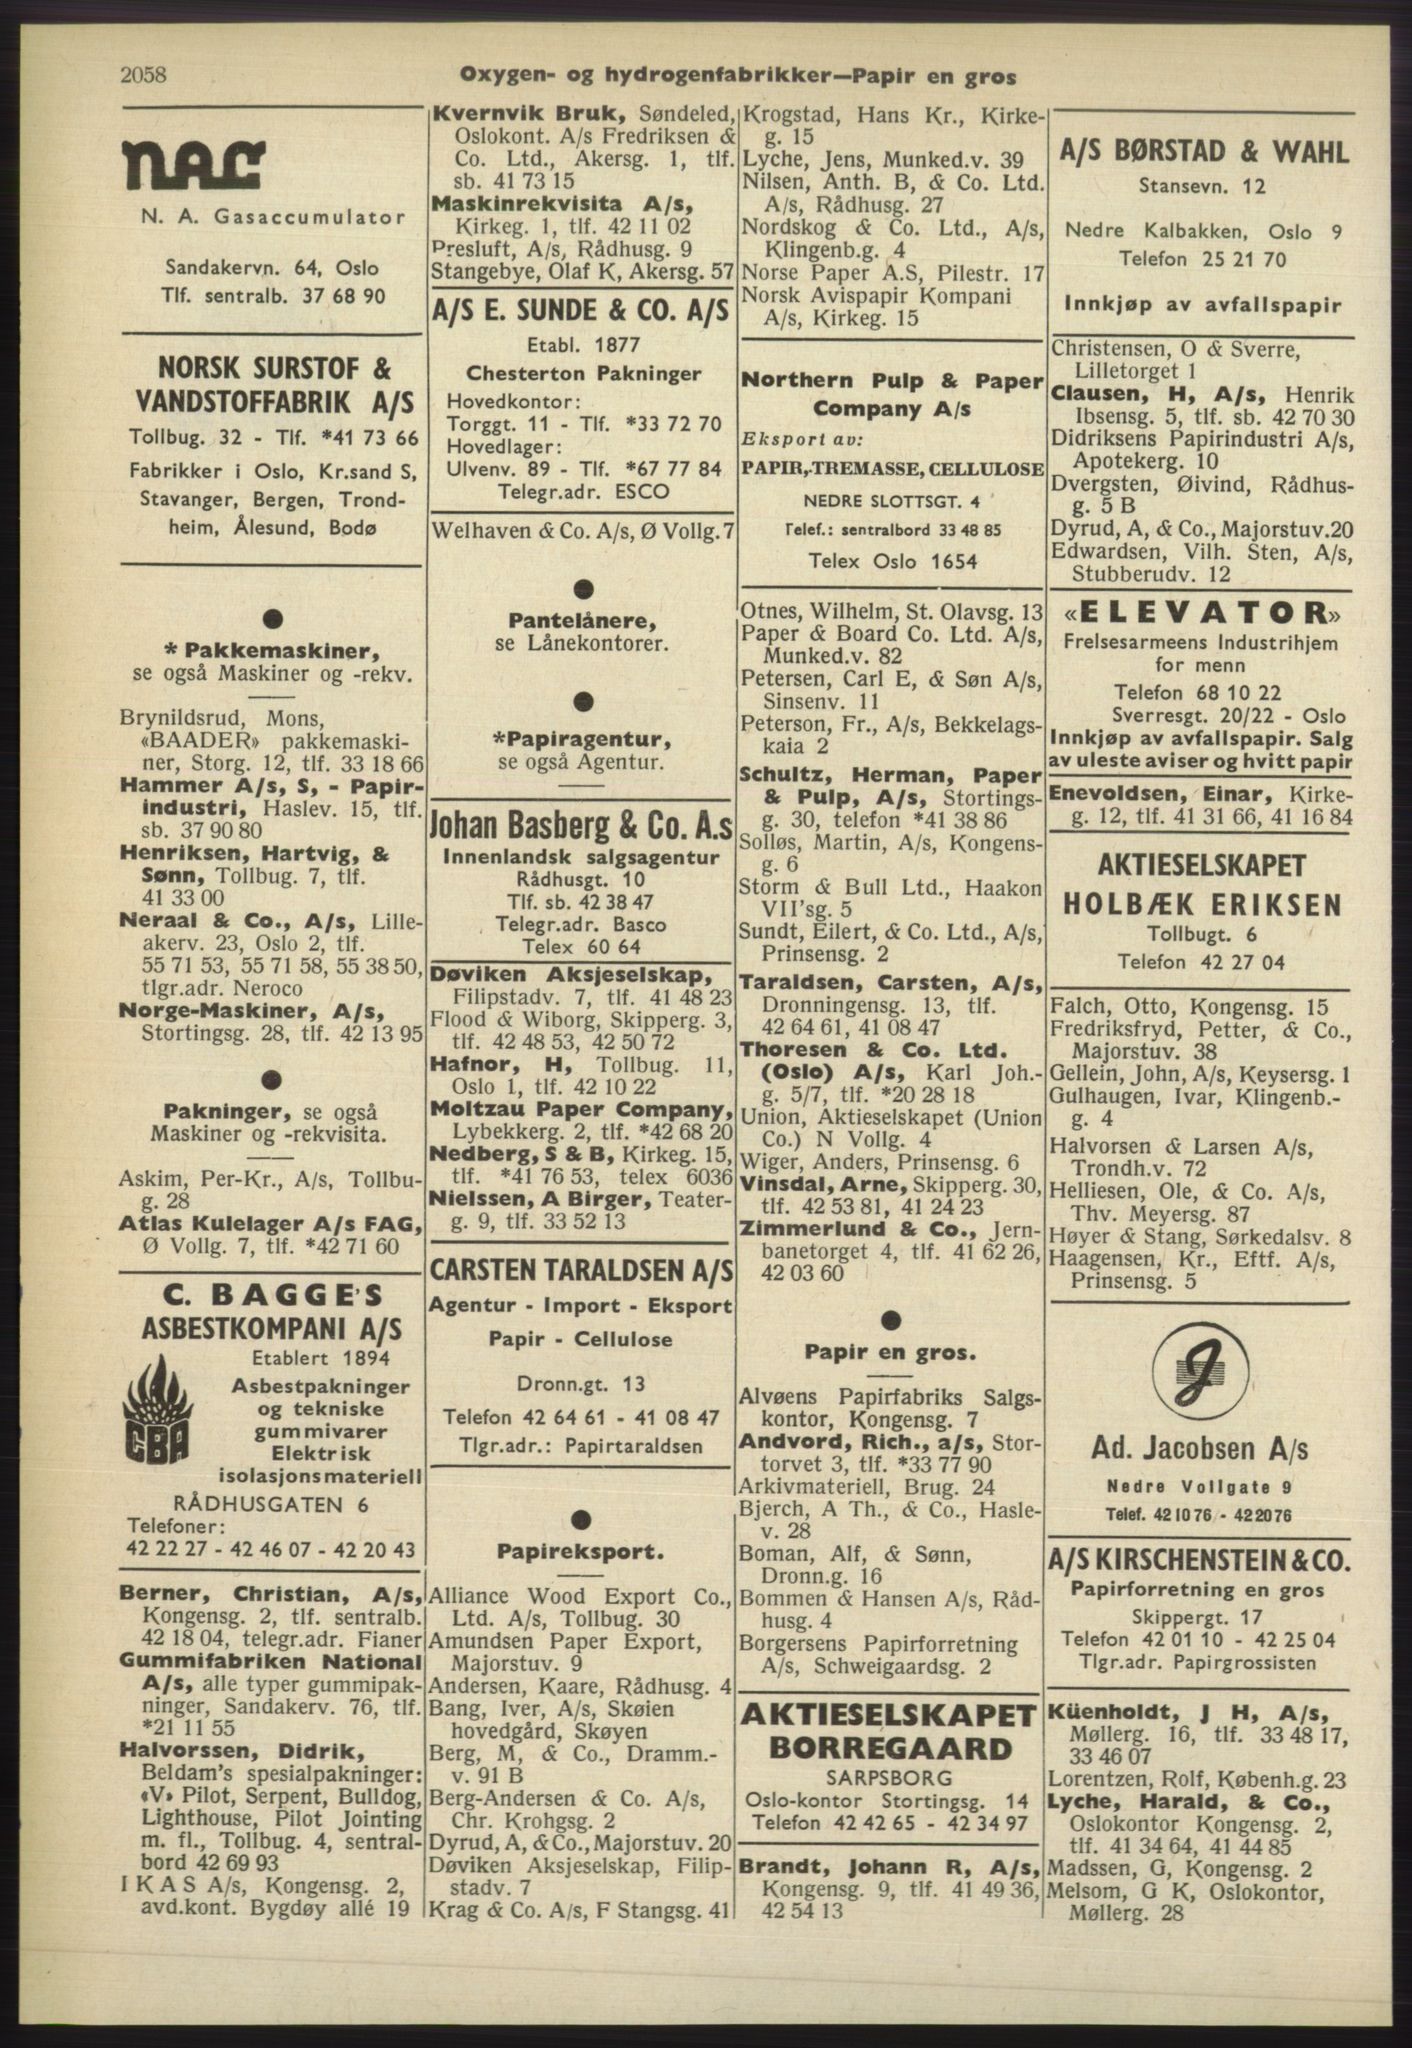 2058
Oxygen- og hydrogenfabrikker—Papir en gros
NAC
N. A. Gasaccumulator
Sandakervn. 64, Oslo
Tlf. sentralb. 37 68 90
NORSK SURSTOF &
VANDSTOFFABRIK A/S
Tollbug. 32 - Tlf. *41 73 66
Fabrikker i Oslo, Kr.sand S,
Stavanger, Bergen, Trond-
heim, Ålesund, Bodø
* Pakkemaskiner,
se også Maskiner og -rekv.
Brynildsrud, Mons,
«BAADER» pakkemaski-
ner, Storg. 12, tlf. 33 18 66
Hammer A/s, S, - Papir-
industri, Haslev. 15, tlf.
sb. 37 90 80
Henriksen, Hartvig, &
Sønn, Tollbug. 7, tlf.
41 33 00
Neraal & Co., A/s, Lille-
akerv. 23, Oslo 2, tlf.
55 71 53, 55 71 58, 55 38 50,
tlgr.adr. Neroco
Norge-Maskiner, A/s,
Stortingsg. 28, tlf. 42 13 95
Pakninger, se også
Maskiner og -rekvisita.
Askim, Per-Kr., A/s, Tollbu-
g. 28
Atlas Kulelager A/s FAG,
Ø Vollg. 7, tlf. *42 71 60
C. BAGGE'S
ASBESTKOMPANI A/S
Etablert 1894
Asbestpakninger
og tekniske
gummivarer
Elektrisk
isolasjonsmateriell
CBA
RÅDHUSGATEN 6
Telefoner:
42 22 27 - 42 46 07 - 42 20 43
Berner, Christian, A/s,
Kongensg. 2, tlf. sentralb.
42 18 04, telegr.adr. Fianer
Gummifabriken National
A/s, alle typer gummipak-
ninger, Sandakerv. 76, tlf.
*21 11 55
Halvorssen, Didrik,
Beldam's spesialpakninger:
«V» Pilot, Serpent, Bulldog,
Lighthouse, Pilot Jointing
m. fl., Tollbug. 4, sentral-
bord 42 69 93
I K A S A/s, Kongensg. 2,
avd.kont. Bygdøy allé 19
Kvernvik Bruk, Søndeled,
Oslokont. A/s Fredriksen &
Co. Ltd., Akersg. 1, tlf.
sb. 41 73 15
Maskinrekvisita A/s,
Kirkeg. 1, tlf. 42 11 02
Presluft, A/s, Rådhusg. 9
Stangebye, Olaf K, Akersg. 57
A/S E. SUNDE & CO. A/S
Etabl. 1877
Chesterton Pakninger
Hovedkontor:
Torggt. 11 - Tlf. *33 72 70
Hovedlager:
Ulvenv. 89 - Tlf. *67 77 84
Telegr.adr. ESCO
Welhaven & Co. A/s, Ø Vollg. 7
Pantelånere,
se Lånekontorer.
*Papiragentur,
se også Agentur.
Johan Basberg & Co. A.s
Innenlandsk salgsagentur
Rådhusgt. 10
Tlf. sb. 42 38 47
Telegr.adr. Basco
Telex 60 64
Døviken Aksjeselskap,
Filipstadv. 7, tlf. 41 48 23
Flood & Wiborg, Skipperg. 3,
tlf. 42 48 53, 42 50 72
Hafnor, H, Tollbug. 11,
Oslo 1, tlf. 42 10 22
Moltzau Paper Company,
Lybekkerg. 2, tlf. *42 68 20
Nedberg, S & B, Kirkeg. 15,
tlf. *41 76 53, telex 6036
Nielssen, A Birger, Teater-
g. 9, tlf. 33 52 13
CARSTEN TARALDSEN A/S
Agentur - Import - Eksport
Papir - Cellulose
Dronn.gt. 13
Telefon 42 64 61 - 41 08 47
Tlgr.adr.: Papirtaraldsen
Papireksport.
Alliance Wood Export Co.,
Ltd. A/s, Tollbug. 30
Amundsen Paper Export,
Majorstuv. 9
Andersen, Kaare, Rådhusg. 4
Bang, Iver, A/s, Skøien
hovedgård, Skøyen
Berg, M, & Co., Dramm.-
v. 91 B
Berg-Andersen & Co. A/s,
Chr. Krohgsg. 2
Dyrud, A, & Co., Majorstuv. 20
Døviken Aksjeselskap, Filip-
stadv. 7
Krag & Co. A/s, F Stangsg. 41
Krogstad, Hans Kr., Kirke-
g. 15
Lyche, Jens, Munked.v. 39
Nilsen, Anth. B, & Co. Ltd.
A/s, Rådhusg. 27
Nordskog & Co. Ltd., A/s,
Klingenb.g. 4
Norse Paper A.S, Pilestr. 17
Norsk Avispapir Kompani
A/s, Kirkeg. 15
Northern Pulp & Paper
Company A/s
Eksport av:
PAPIR, TREMASSE, CELLULOSE
NEDRE SLOTTSGT. 4
Telef.: sentralbord 33 48 85
Telex Oslo 1654
Otnes, Wilhelm, St. Olavsg. 13
Paper & Board Co. Ltd. A/s,
Munked.v. 82
Petersen, Carl E, & Søn A/s,
Sinsenv. 11
Peterson, Fr., A/s, Bekkelags-
kaia 2
Schultz, Herman, Paper
& Pulp, A/s, Stortings-
g. 30, telefon *41 38 86
Solløs, Martin, A/s, Kongens-
g. 6
Storm & Bull Ltd., Haakon
VII'sg. 5
Sundt, Eilert, & Co. Ltd., A/s,
Prinsensg. 2
Taraldsen, Carsten, A/s,
Dronningensg. 13, tlf.
42 64 61, 41 08 47
Thoresen & Co. Ltd.
(Oslo) A/s, Karl Joh.-
g. 5/7, tlf. *20 28 18
Union, Aktieselskapet (Union
Co.) N Vollg. 4
Wiger, Anders, Prinsensg. 6
Vinsdal, Arne, Skipperg. 30,
tlf. 42 53 81, 41 24 23
Zimmerlund & Co., Jern-
banetorget 4, tlf. 41 62 26,
42 03 60
Papir en gros.
Alvøens Papirfabriks Salgs-
kontor, Kongensg. 7
Andvord, Rich., a/s, Stor-
torvet 3, tlf. *33 77 90
Arkivmateriell, Brug. 24
Bjerch, A Th., & Co., Hasle-
v. 28
Boman, Alf, & Sønn,
Dronn.g. 16
Bommen & Hansen A/s, Råd-
husg. 4
Borgersens Papirforretning
A/s, Schweigaardsg. 2
AKTIESELSKAPET
BORREGAARD
SARPSBORG
Oslo-kontor Stortingsg. 14
Telefon 42 42 65 - 42 34 97
Brandt, Johann R, A/s,
Kongensg. 9, tlf. 41 49 36,
42 54 13
A/S BØRSTAD & WAHL
Stansevn. 12
Nedre Kalbakken, Oslo 9
Telefon 25 21 70
Innkjøp av avfallspapir
Christensen, O & Sverre,
Lilletorget 1
Clausen, H, A/s, Henrik
Ibsensg. 5, tlf. sb. 42 70 30
Didriksens Papirindustri A/s,
Apotekerg. 10
Dvergsten, Øivind, Rådhus-
g. 5 B
Dyrud, A, & Co., Majorstuv.20
Edwardsen, Vilh. Sten, A/s,
Stubberudv. 12
«ELEVATOR»
Frelsesarmeens Industrihjem
for menn
Telefon 68 10 22
Sverresgt. 20/22 - Oslo
Innkjøp av avfallspapir. Salg
av uleste aviser og hvitt papir
Enevoldsen, Einar, Kirke-
g. 12, tlf. 41 31 66, 41 16 84
AKTIESELSKAPET
HOLBÆK ERIKSEN
Tollbugt. 6
Telefon 42 27 04
Falch, Otto, Kongensg. 15
Fredriksfryd, Petter, & Co.,
Majorstuv. 38
Gellein, John, A/s, Keysersg. 1
Gulhaugen, Ivar, Klingenb.-
g. 4
Halvorsen & Larsen A/s,
Trondh.v. 72
Helliesen, Ole, & Co. A/s,
Thv. Meyersg. 87
Høyer & Stang, Sørkedalsv. 8
Haagensen, Kr., Eftf. A/s,
Prinsensg. 5
J
Ad. Jacobsen A/s
Nedre Vollgate 9
Telef. 42 10 76 - 42 20 76
A/S KIRSCHENSTEIN & CO.
Papirforretning en gros
Skippergt. 17
Telefon 42 01 10 - 42 25 04
Tlgr.adr. Papirgrossisten
Küenholdt, J H, A/s,
Møllerg. 16, tlf. 33 48 17,
33 46 07
Lorentzen, Rolf, Københ.g. 23
Lyche, Harald, & Co.,
Oslokontor Kongensg. 2,
tlf. 41 34 64, 41 44 85
Madssen, G, Kongensg. 2
Melsom, G K, Oslokontor,
Møllerg. 28